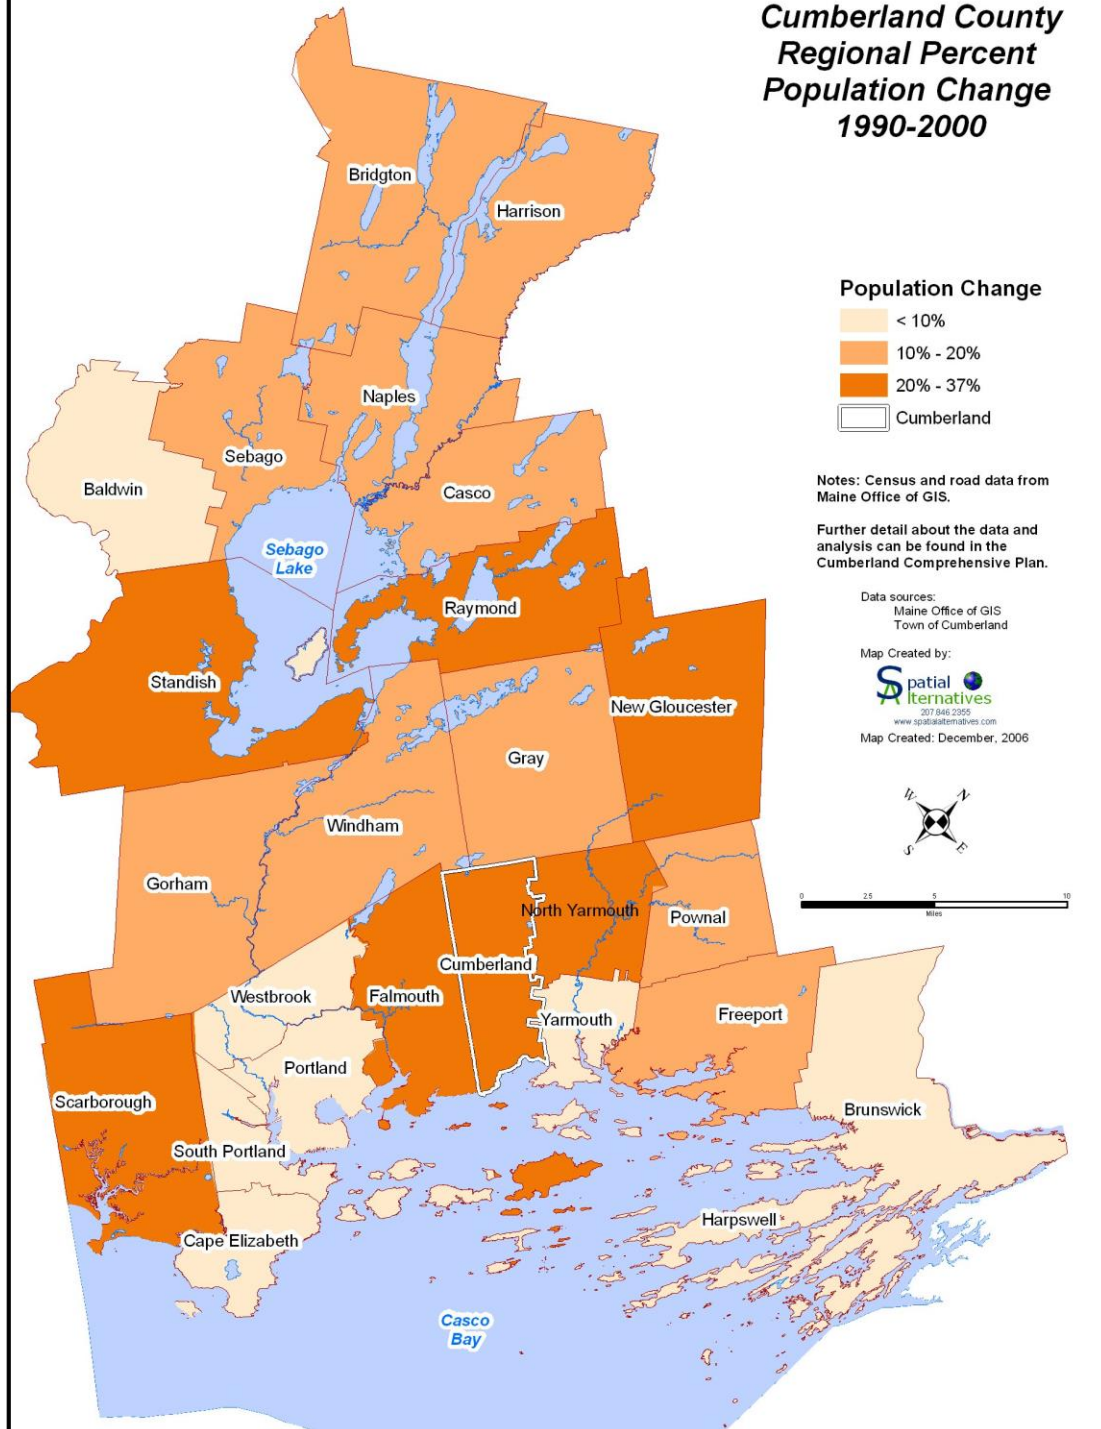 Cumberland County
Regional Percent
Population Change
1990-2000
Bridgton
Harrison
Population Change
< 10%
10% - 20%
20% - 37%
Cumberland
Naples
Sebago
Baldwin
Casco
Notes: Census and road data from
Maine Office of GIS.
Further detail about the data and
analysis can be found in the
Cumberland Comprehensive Plan.
Sebago
Lake
Raymond
Data sources:
Maine Office of GIS
Town of Cumberland
Map Created by:
Spatial
Alternatives
207.846.2355
www.spatialalternatives.com
Map Created: December, 2006
Standish
New Gloucester
Gray
Windham
W N
S E
Gorham
0 2.5 5 10
Miles
North Yarmouth
Pownal
Cumberland
Westbrook
Falmouth
Yarmouth
Freeport
Portland
Scarborough
Brunswick
South Portland
Harpswell
Cape Elizabeth
Casco
Bay